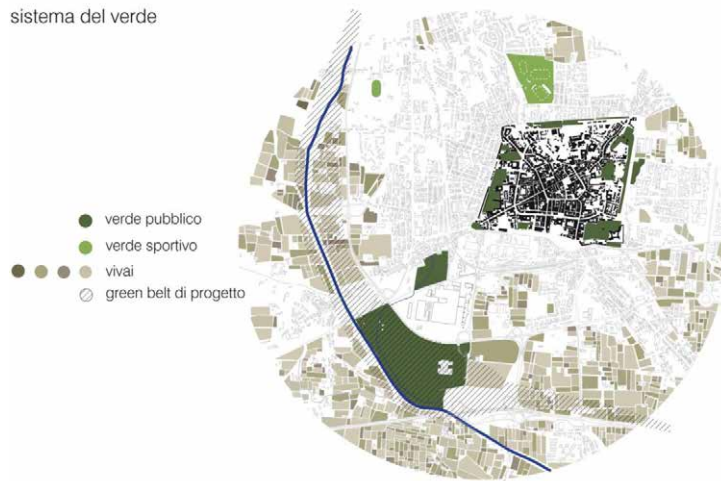 sistema del verde
verde pubblico
verde sportivo
vivai
green belt di progetto